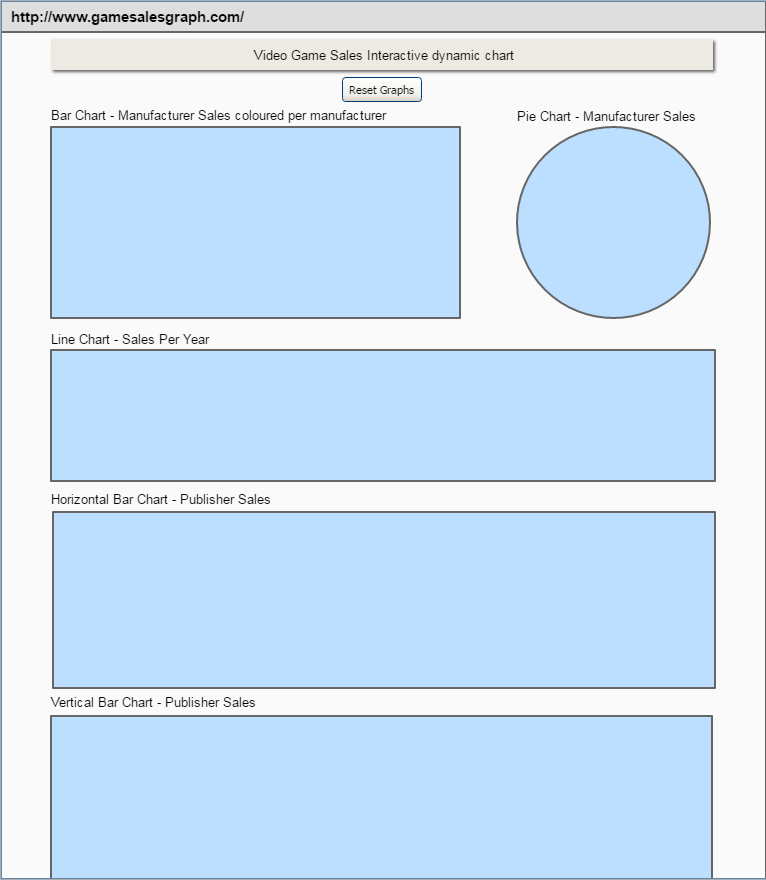 http://www.gamesalesgraph.com/
Video Game Sales Interactive dynamic chart
Reset Graphs
Bar Chart - Manufacturer Sales coloured per manufacturer
Pie Chart - Manufacturer Sales
Line Chart - Sales Per Year
Horizontal Bar Chart - Publisher Sales
Vertical Bar Chart - Publisher Sales